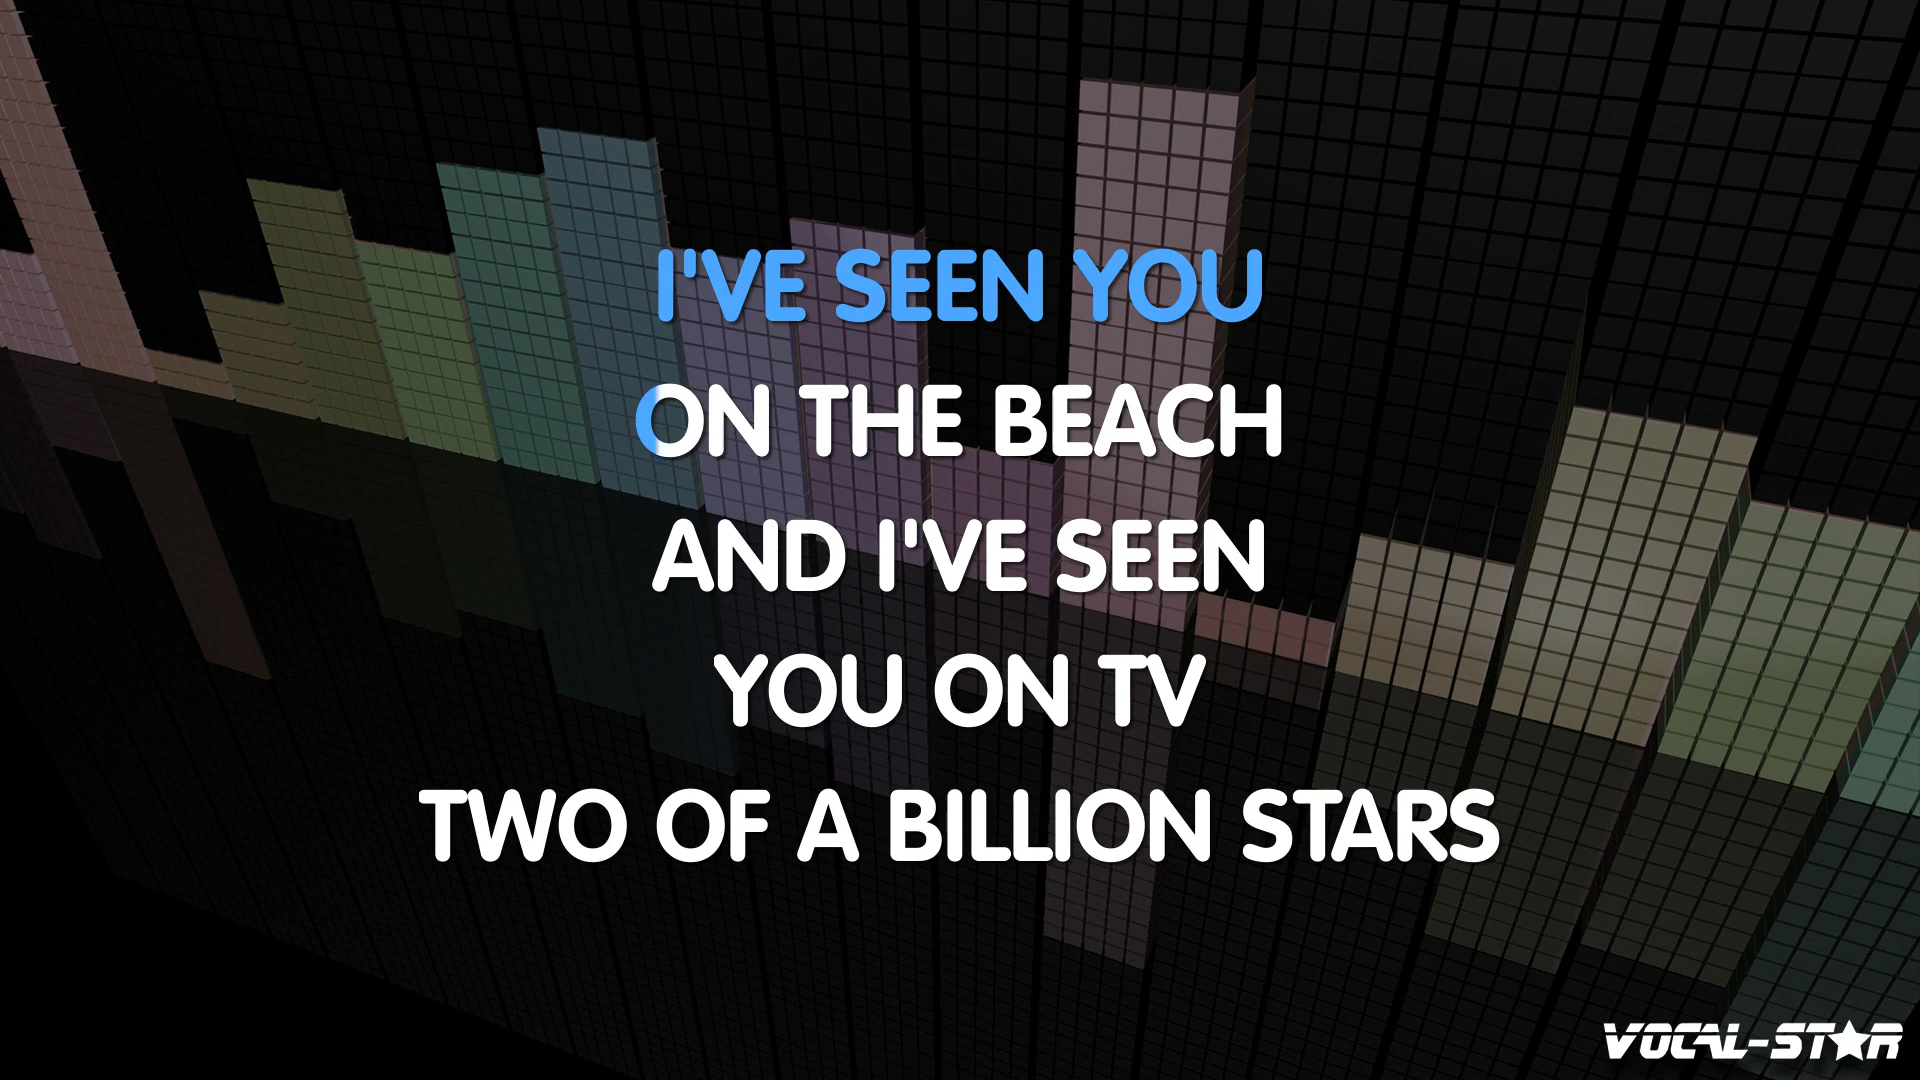 I'VE SEEN YOU
ON THE BEACH
AND I'VE SEEN
YOU ON TV
TWO OF A BILLION STARS
VOCAL-STAR